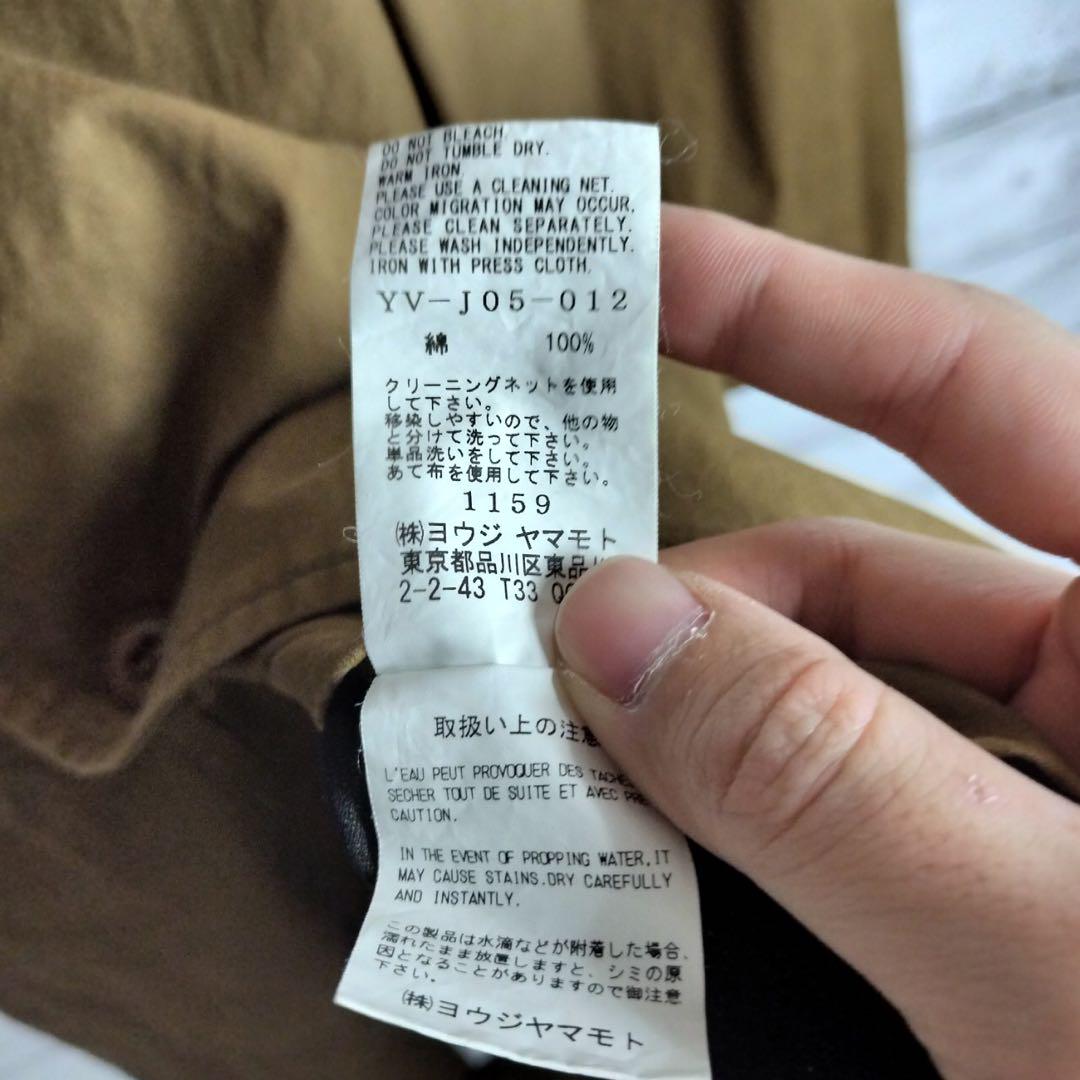 DO NOT BLEACH.
DO NOT TUMBLE DRY.
WARM IRON.
PLEASE USE A CLEANING NET.
COLOR MIGRATION MAY OCCUR.
PLEASE CLEAN SEPARATELY.
PLEASE WASH INDEPENDENTLY.
IRON WITH PRESS CLOTH.
YV-J05-012
綿 100%
クリーニングネットを使用
して下さい。
移染しやすいので、他の物
と分けて洗って下さい。
単品洗いをして下さい。
あて布を使用して下さい。
1159
(株)ヨウジ ヤマモト
東京都品川区東品
2-2-43 T33
取扱い上の注意
L'EAU PEUT PROVOQUER DES
SECHER TOUT DE SUITE ET AVEC
CAUTION.
IN THE EVENT OF PROPPING WATER,IT
MAY CAUSE STAINS.DRY CAREFULLY
AND INSTANTLY.
この製品は水滴などが附着した場合、
濡れたまま放置しますと、シミの原
因となることがありますので御注意
下さい。
(株)ヨウジヤマモト